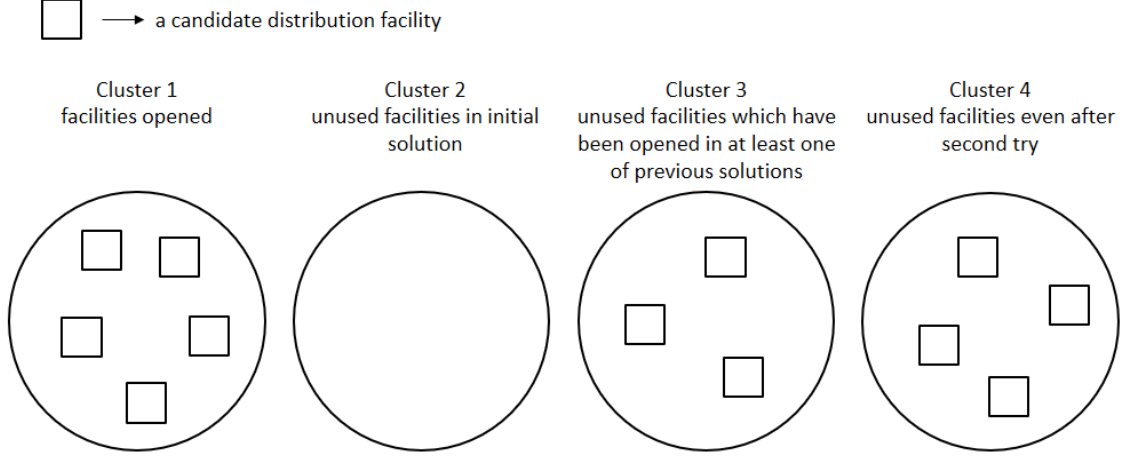 a candidate distribution facility
Cluster 1
facilities opened
Cluster 2
unused facilities in initial
solution
Cluster 3
unused facilities which have
been opened in at least one
of previous solutions
Cluster 4
unused facilities even after
second try